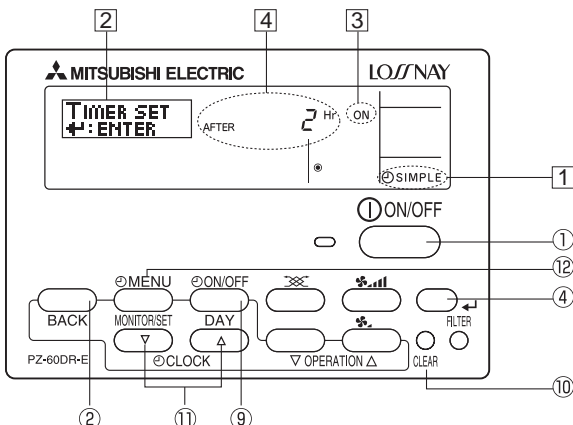 2 4 3
MITSUBISHI ELECTRIC LOSSNAY
TIMER SET
↵:ENTER
AFTER 2 Hr ON
SIMPLE
1
ON/OFF
①
⑫
MENU ON/OFF
④
BACK MONITOR/SET DAY FILTER
▽ △
PZ-60DR-E CLOCK ▽ OPERATION △ CLEAR
⑩
② ⑪ ⑨